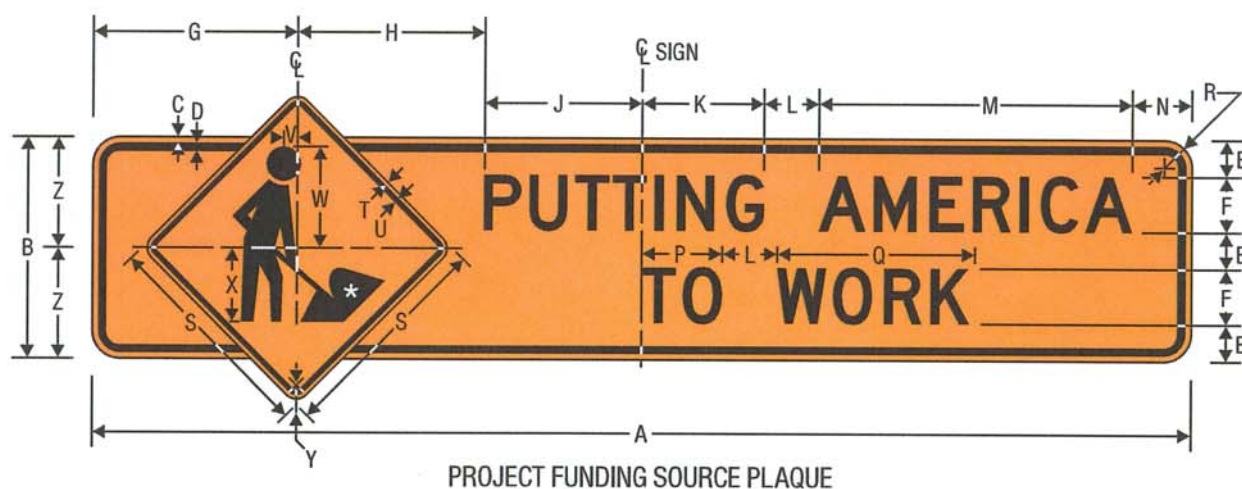 G H
℄ ℄ SIGN
C D J K L M N R
V
B Z W T U E
PUTTING AMERICA F
P L Q E
Z X * TO WORK F
S S E
A
Y
PROJECT FUNDING SOURCE PLAQUE